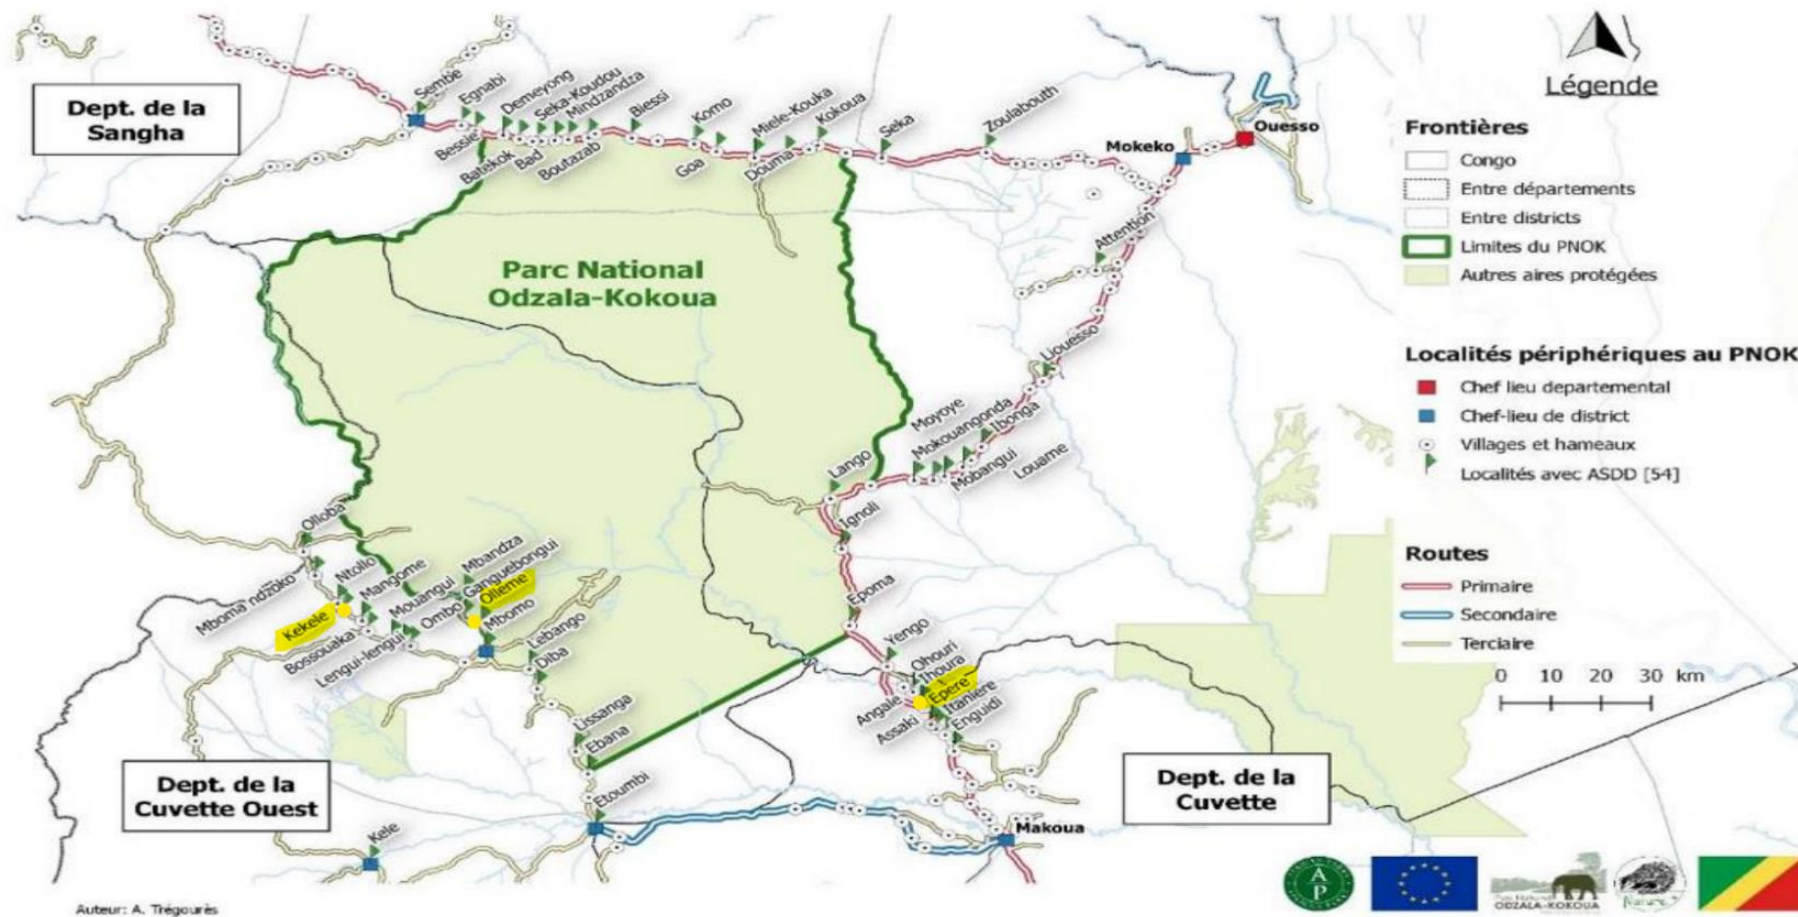 Dept. de la
Sangha
Sembe
Egnabi
Demeyong
Seka-Koudou
Mindzandza
Biessi
Komo
Miele-Kouka
Kokoua
Seka
Zoulabouth
Mokeko
Ouesso
Bessie
Batekok
Bad
Boutazab
Goa
Douma
Attention
Parc National
Odzala-Kokoua
Liouesso
Moyoye
Mokouangonda
Ibonga
Mobangui
Louame
Lango
Ignoli
Epoma
Olloba
Mboma ndzoko
Ntollo
Mangome
Mouangui
Ombo
Mbandza
Ganguebongui
Olleme
Mbomo
Kekele
Bossouaka
Lengui-lengui
Lebango
Diba
Lissanga
Ebana
Etoumbi
Kele
Yengo
Ohouri
Ihoura
Epere
Itaniere
Enguidi
Angale
Assaki
Makoua
Dept. de la
Cuvette Ouest
Dept. de la
Cuvette
Légende
Frontières
Congo
Entre départements
Entre districts
Limites du PNOK
Autres aires protégées
Localités périphériques au PNOK
Chef lieu departemental
Chef-lieu de district
Villages et hameaux
Localités avec ASDD [54]
Routes
Primaire
Secondaire
Terciaire
0 10 20 30 km
AP
ODZALA-KOKOUA
Auteur: A. Trégourès